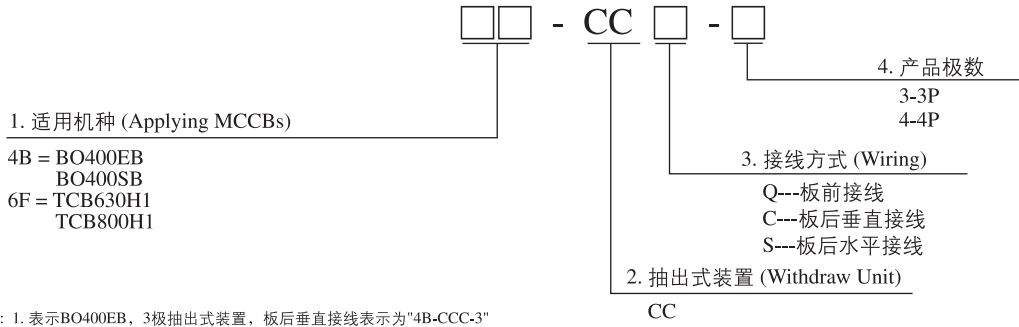 □□ - CC □ - □
4. 产品极数
3-3P
4-4P
1. 适用机种 (Applying MCCBs)
4B = BO400EB
BO400SB
6F = TCB630H1
TCB800H1
3. 接线方式 (Wiring)
Q---板前接线
C---板后垂直接线
S---板后水平接线
2. 抽出式装置 (Withdraw Unit)
CC
: 1. 表示BO400EB，3极抽出式装置，板后垂直接线表示为"4B-CCC-3"